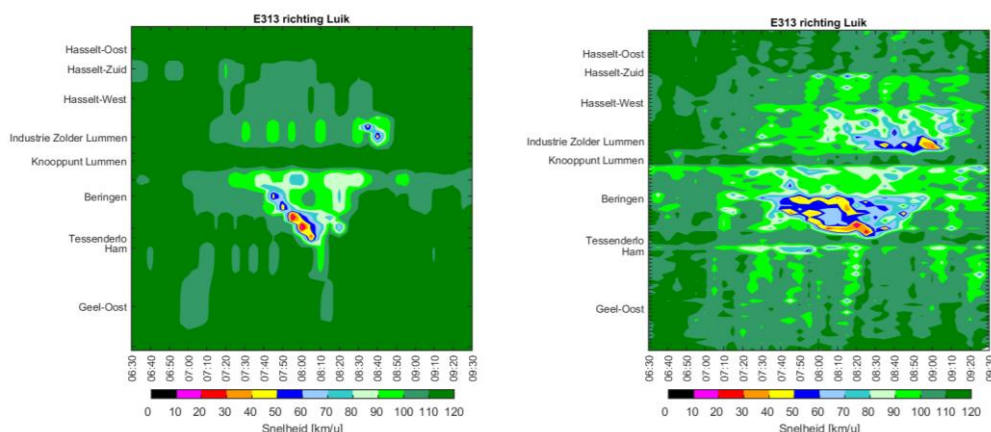 E313 richting Luik
Hasselt-Oost
Hasselt-Zuid
Hasselt-West
Industrie Zolder Lummen
Knooppunt Lummen
Beringen
Tessenderlo
Ham
Geel-Oost
06:30 06:40 06:50 07:00 07:10 07:20 07:30 07:40 07:50 08:00 08:10 08:20 08:30 08:40 08:50 09:00 09:10 09:20 09:30
0 10 20 30 40 50 60 70 80 90 100 110 120
Snelheid [km/u]
E313 richting Luik
Hasselt-Oost
Hasselt-Zuid
Hasselt-West
Industrie Zolder Lummen
Knooppunt Lummen
Beringen
Tessenderlo
Ham
Geel-Oost
06:30 06:40 06:50 07:00 07:10 07:20 07:30 07:40 07:50 08:00 08:10 08:20 08:30 08:40 08:50 09:00 09:10 09:20 09:30
0 10 20 30 40 50 60 70 80 90 100 110 120
Snelheid [km/u]